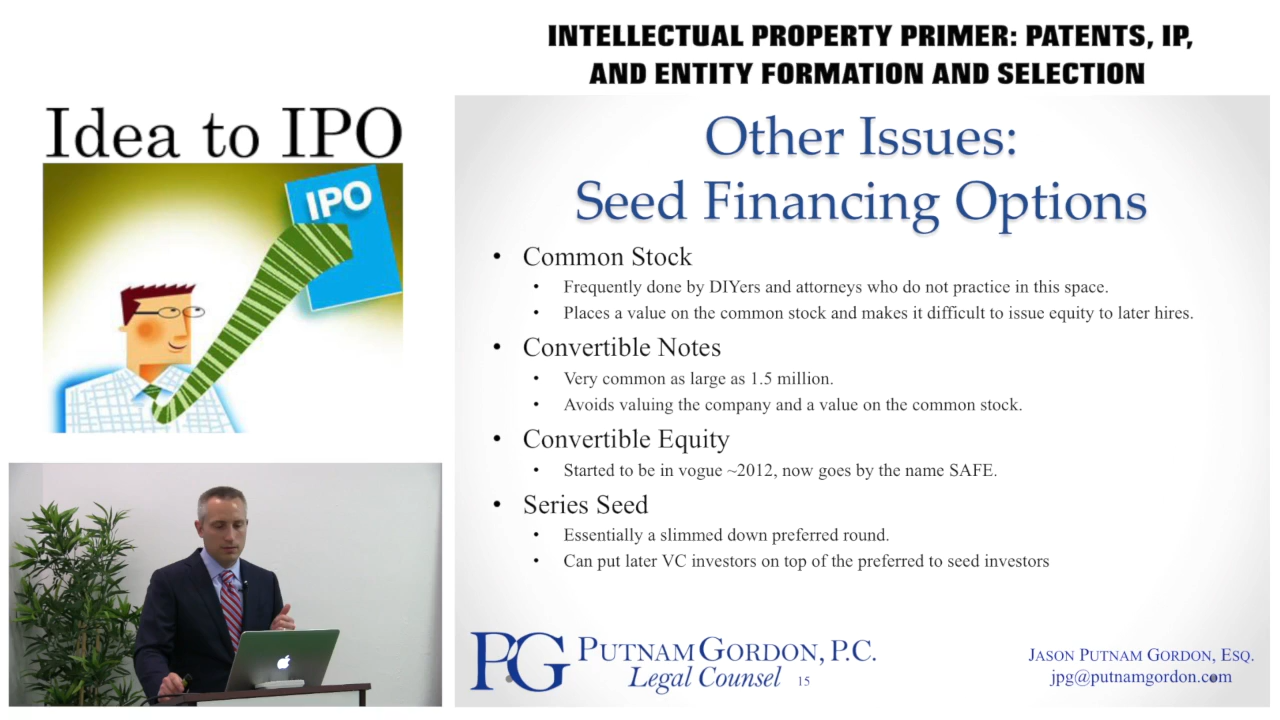 INTELLECTUAL PROPERTY PRIMER: PATENTS, IP,
AND ENTITY FORMATION AND SELECTION
Idea to IPO
IPO
Other Issues:
Seed Financing Options
• Common Stock
• Frequently done by DIYers and attorneys who do not practice in this space.
• Places a value on the common stock and makes it difficult to issue equity to later hires.
• Convertible Notes
• Very common as large as 1.5 million.
• Avoids valuing the company and a value on the common stock.
• Convertible Equity
• Started to be in vogue ~2012, now goes by the name SAFE.
• Series Seed
• Essentially a slimmed down preferred round.
• Can put later VC investors on top of the preferred to seed investors
PG PUTNAM GORDON, P.C.
Legal Counsel 15
JASON PUTNAM GORDON, ESQ.
jpg@putnamgordon.com